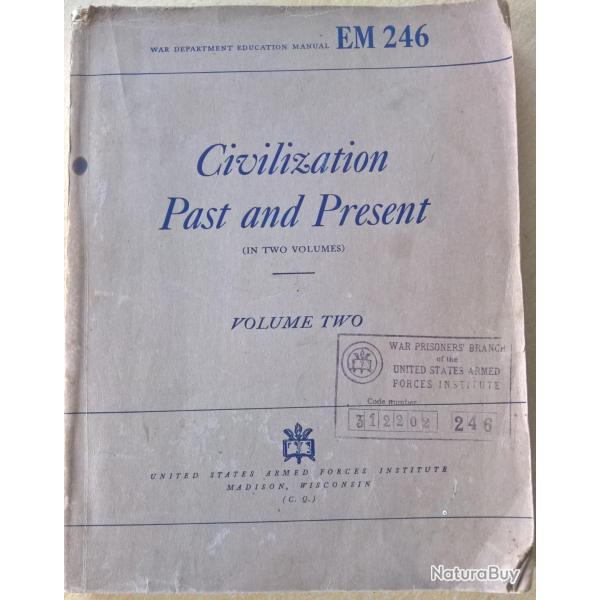 WAR DEPARTMENT EDUCATION MANUAL EM 246
Civilization
Past and Present
(IN TWO VOLUMES)
VOLUME TWO
WAR PRISONERS' BRANCH
of the
UNITED STATES ARMED
FORCES INSTITUTE
Code number
312202 246
UNITED STATES ARMED FORCES INSTITUTE
MADISON, WISCONSIN
(C. Q.)
NaturaBuy